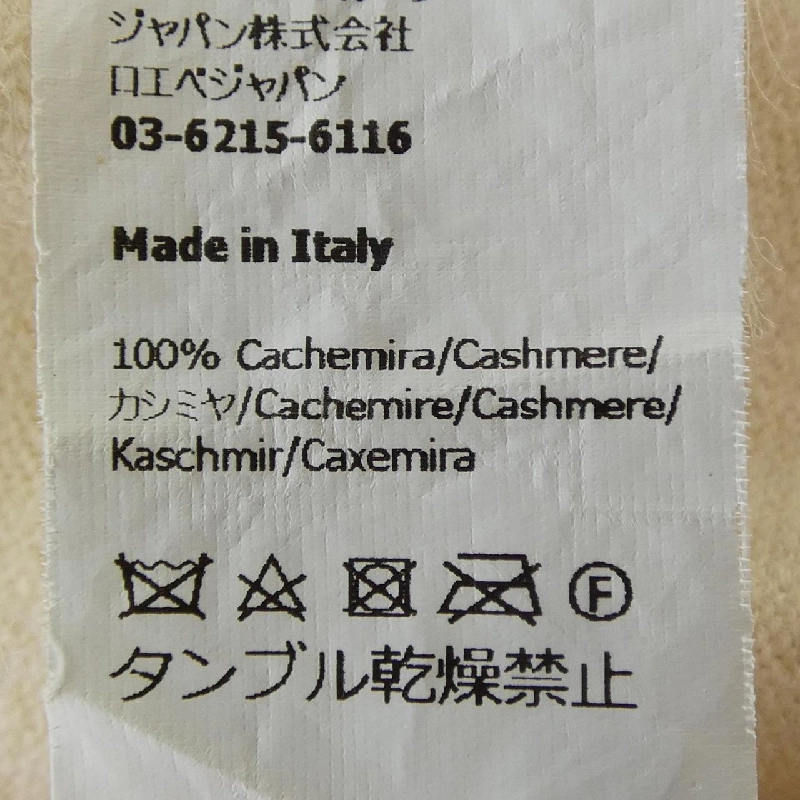 ジャパン株式会社
ロエベジャパン
03-6215-6116
Made in Italy
100% Cachemira/Cashmere/
カシミヤ/Cachemire/Cashmere/
Kaschmir/Caxemira
F
タンブル乾燥禁止